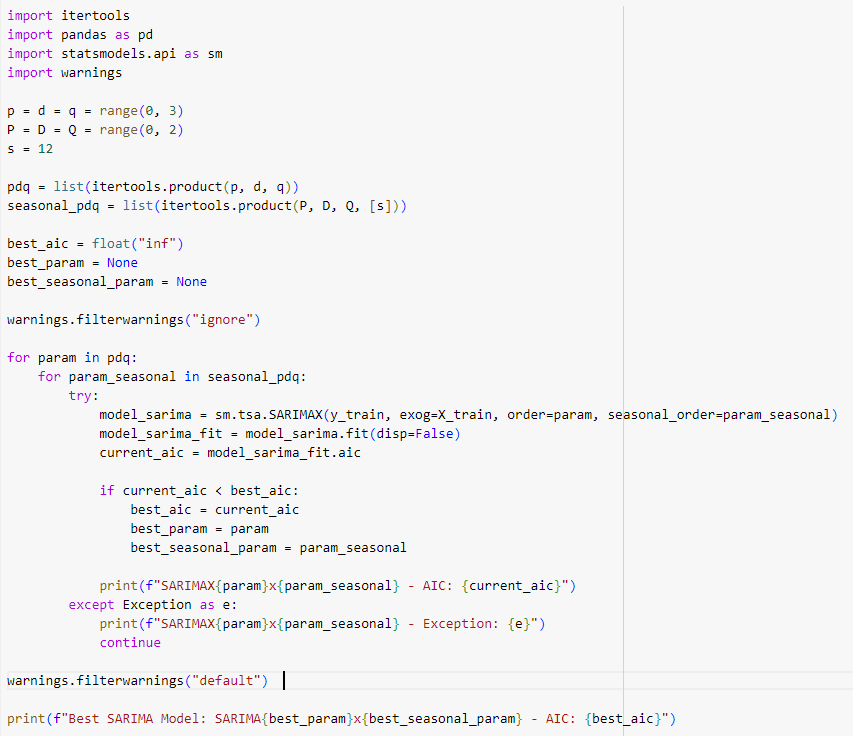 import itertools
import pandas as pd
import statsmodels.api as sm
import warnings

p = d = q = range(0, 3)
P = D = Q = range(0, 2)
s = 12

pdq = list(itertools.product(p, d, q))
seasonal_pdq = list(itertools.product(P, D, Q, [s]))

best_aic = float("inf")
best_param = None
best_seasonal_param = None

warnings.filterwarnings("ignore")

for param in pdq:
    for param_seasonal in seasonal_pdq:
        try:
            model_sarima = sm.tsa.SARIMAX(y_train, exog=X_train, order=param, seasonal_order=param_seasonal)
            model_sarima_fit = model_sarima.fit(disp=False)
            current_aic = model_sarima_fit.aic

            if current_aic < best_aic:
                best_aic = current_aic
                best_param = param
                best_seasonal_param = param_seasonal

            print(f"SARIMAX{param}x{param_seasonal} - AIC: {current_aic}")
        except Exception as e:
            print(f"SARIMAX{param}x{param_seasonal} - Exception: {e}")
            continue

warnings.filterwarnings("default")

print(f"Best SARIMA Model: SARIMA{best_param}x{best_seasonal_param} - AIC: {best_aic}")